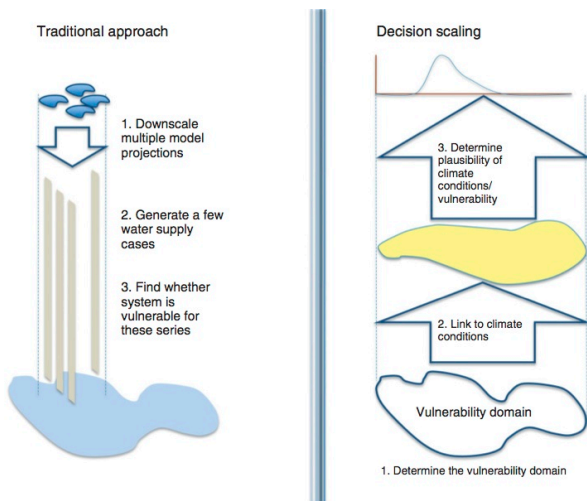 Traditional approach
1. Downscale
multiple model
projections
2. Generate a few
water supply
cases
3. Find whether
system is
vulnerable for
these series
Decision scaling
3. Determine
plausibility of
climate
conditions/
vulnerability
2. Link to climate
conditions
Vulnerability domain
1. Determine the vulnerability domain